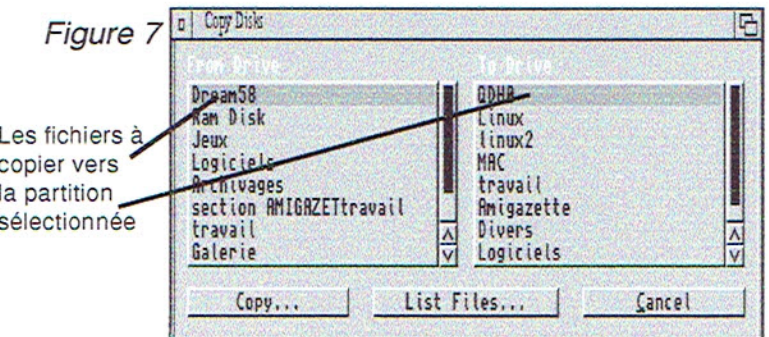 Figure 7
Copy Disks
From Drive
To Drive
Dream58
Ram Disk
Jeux
Logiciels
Archivages
section AMIGAZETtravail
travail
Galerie
QDH0
Linux
linux2
MAC
travail
Amigazette
Divers
Logiciels
Les fichiers à
copier vers
la partition
sélectionnée
Copy...
List Files...
Cancel